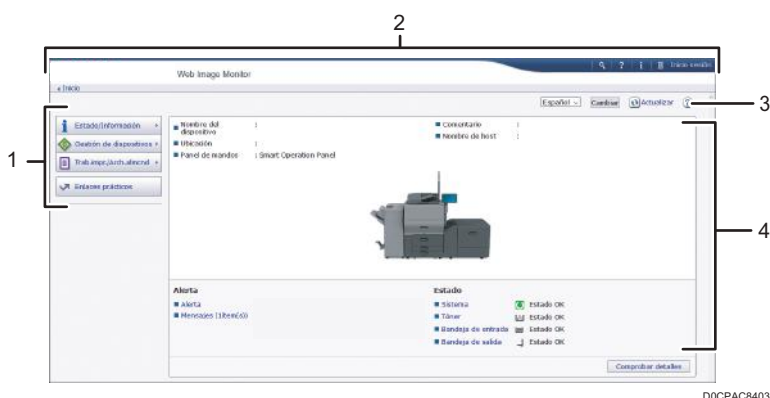 2
Web Image Monitor
? i Inicio sesión
Inicio
Español Cambiar Actualizar ?
3
1
Estado/Información
Gestión de dispositivos
Trab.impr./Arch.almcnd
Enlaces prácticos
Nombre del dispositivo :
Ubicación :
Panel de mandos : Smart Operation Panel
Comentario :
Nombre de host :
4
Alerta
Alerta
Mensajes (1item(s))
Estado
Sistema Estado OK
Tóner Estado OK
Bandeja de entrada Estado OK
Bandeja de salida Estado OK
Comprobar detalles
D0CPAC8403